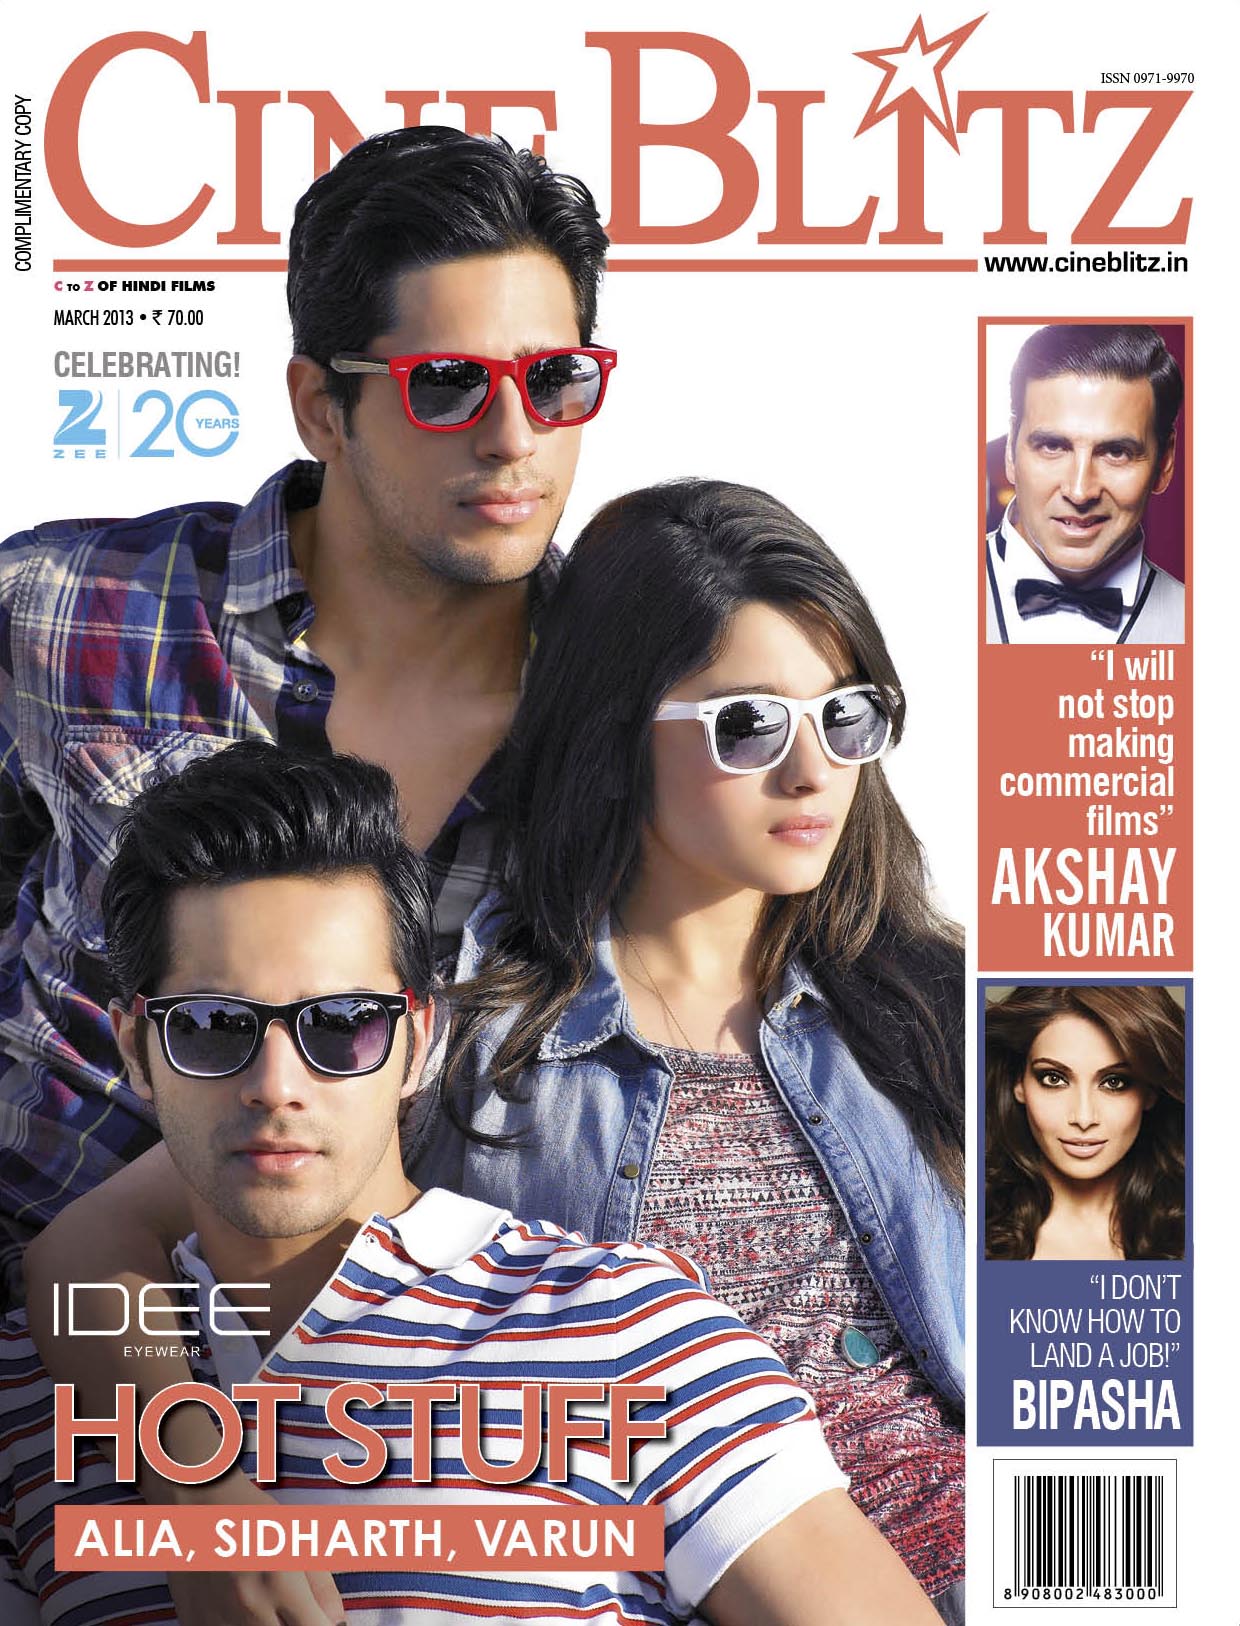 CINE BLITZ
ISSN 0971-9970
COMPLIMENTARY COPY
www.cineblitz.in
C TO Z OF HINDI FILMS
MARCH 2013 • ₹ 70.00
CELEBRATING!
ZEE
20 YEARS
“I will
not stop
making
commercial
films”
AKSHAY
KUMAR
“I DON'T
KNOW HOW TO
LAND A JOB!”
BIPASHA
IDEE
EYEWEAR
HOT STUFF
ALIA, SIDHARTH, VARUN
8 908002 483000